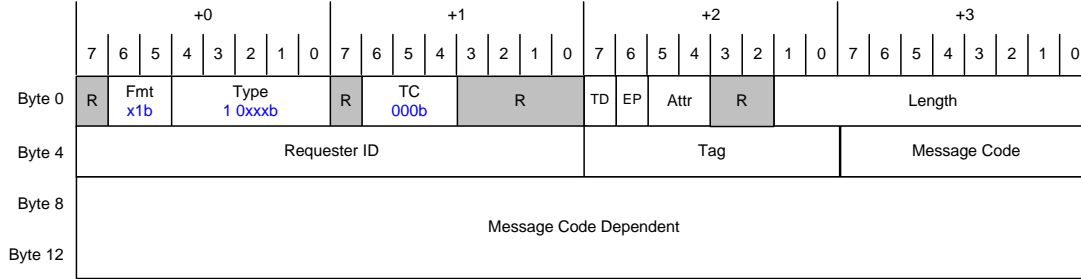 +0 +1 +2 +3
7 6 5 4 3 2 1 0 7 6 5 4 3 2 1 0 7 6 5 4 3 2 1 0 7 6 5 4 3 2 1 0
Byte 0 R Fmt x1b Type 1 0xxxb R TC 000b R TD EP Attr R Length
Byte 4 Requester ID Tag Message Code
Byte 8
Message Code Dependent
Byte 12